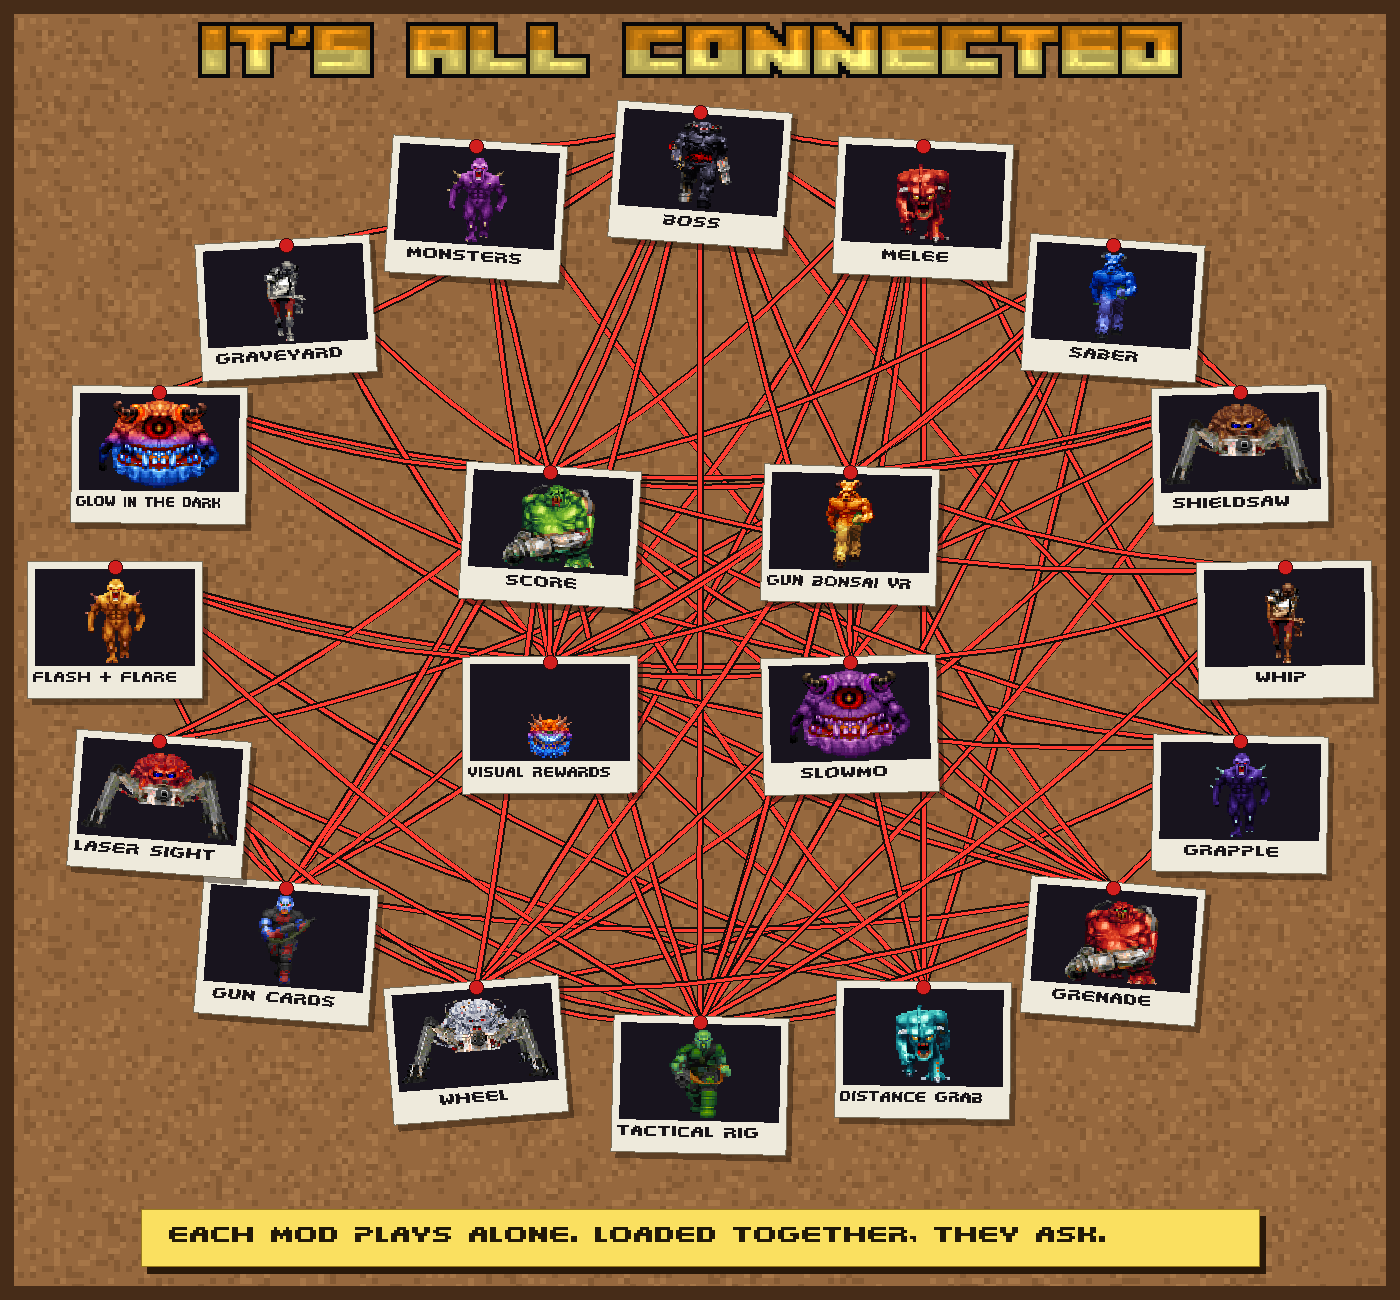 IT'S ALL CONNECTED
BOSS
MONSTERS
MELEE
GRAVEYARD
SABER
GLOW IN THE DARK
SHIELDSAW
SCORE
GUN BONSAI VR
FLASH + FLARE
WHIP
VISUAL REWARDS
SLOWMO
LASER SIGHT
GRAPPLE
GUN CARDS
GRENADE
WHEEL
TACTICAL RIG
DISTANCE GRAB
EACH MOD PLAYS ALONE. LOADED TOGETHER, THEY ASK.